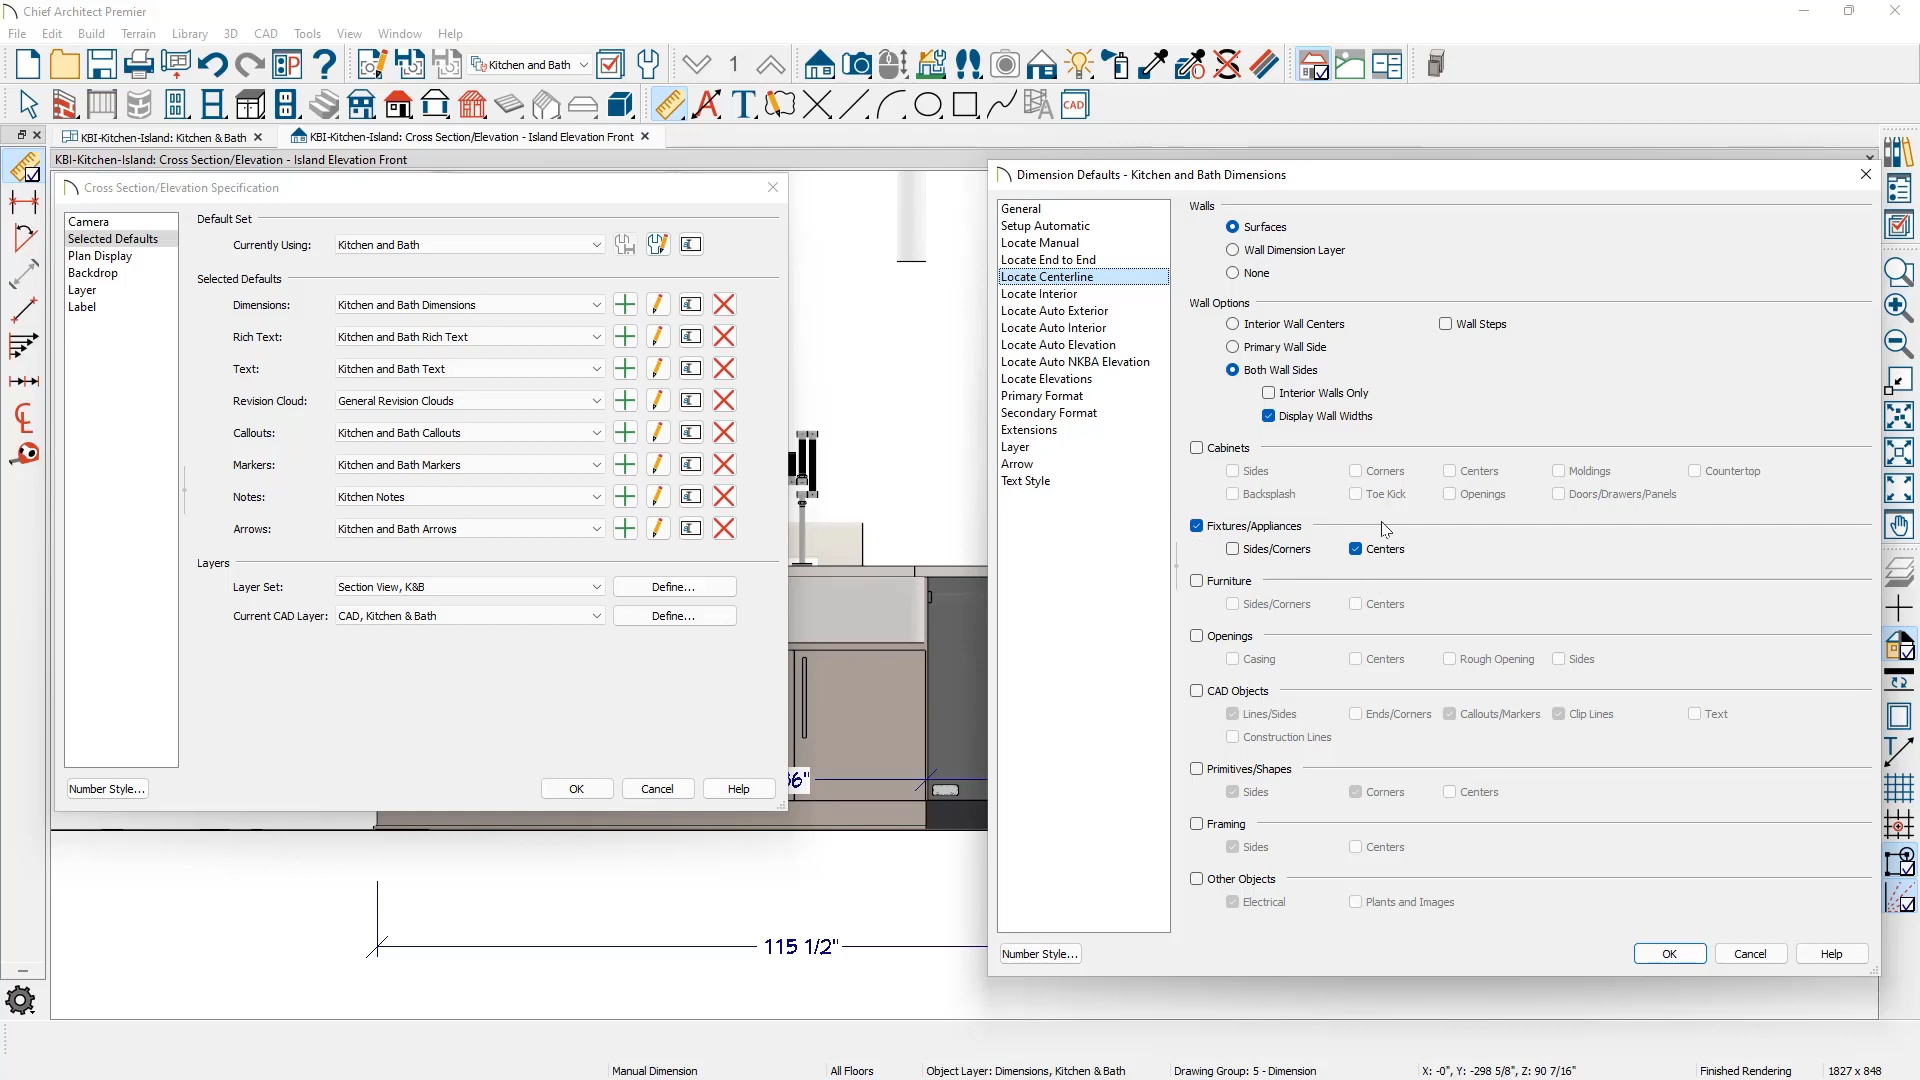 Chief Architect Premier
File Edit Build Terrain Library 3D CAD Tools View Window Help
Kitchen and Bath 1
CAD
KBI-Kitchen-Island: Kitchen & Bath KBI-Kitchen-Island: Cross Section/Elevation - Island Elevation Front
KBI-Kitchen-Island: Cross Section/Elevation - Island Elevation Front
Cross Section/Elevation Specification
Camera
Selected Defaults
Plan Display
Backdrop
Layer
Label
Default Set
Currently Using: Kitchen and Bath
Selected Defaults
Dimensions: Kitchen and Bath Dimensions
Rich Text: Kitchen and Bath Rich Text
Text: Kitchen and Bath Text
Revision Cloud: General Revision Clouds
Callouts: Kitchen and Bath Callouts
Markers: Kitchen and Bath Markers
Notes: Kitchen Notes
Arrows: Kitchen and Bath Arrows
Layers
Layer Set: Section View, K&B Define...
Current CAD Layer: CAD, Kitchen & Bath Define...
Number Style... OK Cancel Help
6"
115 1/2"
Dimension Defaults - Kitchen and Bath Dimensions
General
Setup Automatic
Locate Manual
Locate End to End
Locate Centerline
Locate Interior
Locate Auto Exterior
Locate Auto Interior
Locate Auto Elevation
Locate Auto NKBA Elevation
Locate Elevations
Primary Format
Secondary Format
Extensions
Layer
Arrow
Text Style
Walls
Surfaces
Wall Dimension Layer
None
Wall Options
Interior Wall Centers Wall Steps
Primary Wall Side
Both Wall Sides
Interior Walls Only
Display Wall Widths
Cabinets
Sides Corners Centers Moldings Countertop
Backsplash Toe Kick Openings Doors/Drawers/Panels
Fixtures/Appliances
Sides/Corners Centers
Furniture
Sides/Corners Centers
Openings
Casing Centers Rough Opening Sides
CAD Objects
Lines/Sides Ends/Corners Callouts/Markers Clip Lines Text
Construction Lines
Primitives/Shapes
Sides Corners Centers
Framing
Sides Centers
Other Objects
Electrical Plants and Images
Number Style... OK Cancel Help
Manual Dimension All Floors Object Layer: Dimensions, Kitchen & Bath Drawing Group: 5 - Dimension X: -0", Y: -298 5/8", Z: 90 7/16" Finished Rendering 1827 x 848